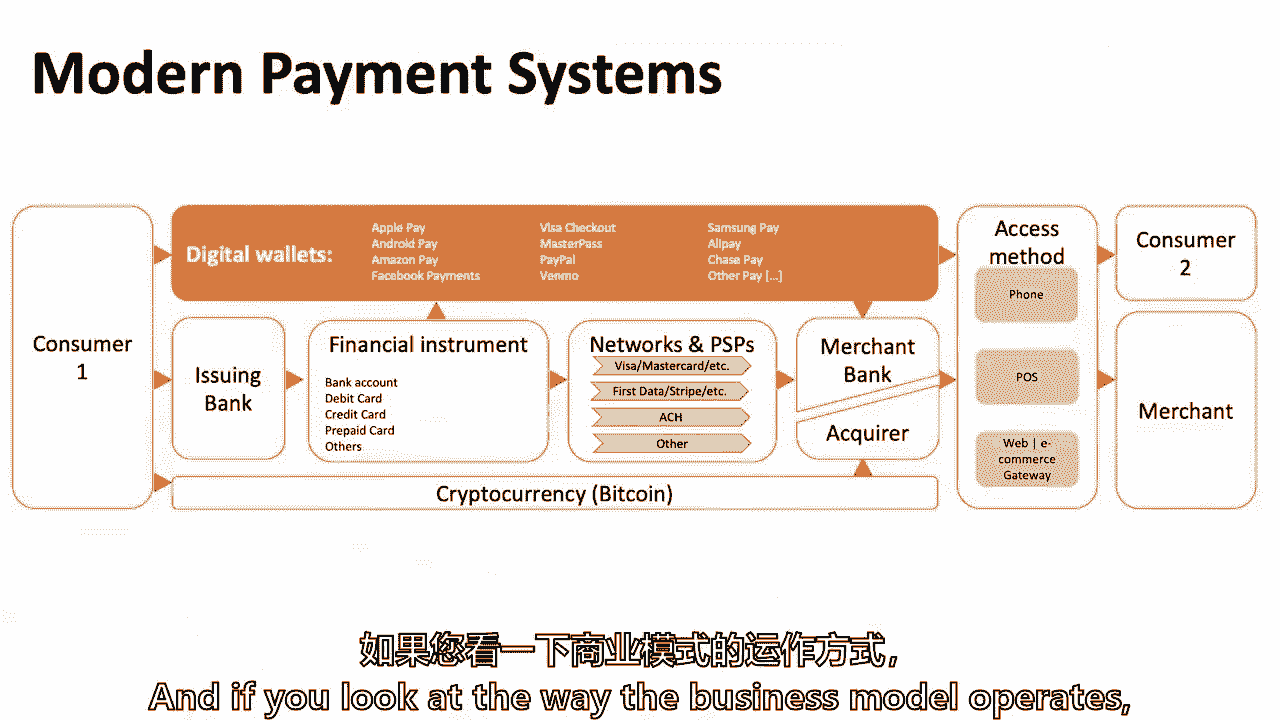 Modern Payment Systems
Consumer
1
Digital wallets:
Apple Pay
Android Pay
Amazon Pay
Facebook Payments
Visa Checkout
MasterPass
PayPal
Venmo
Samsung Pay
Alipay
Chase Pay
Other Pay [...]
Issuing
Bank
Financial instrument
Bank account
Debit Card
Credit Card
Prepaid Card
Others
Networks & PSPs
Visa/Mastercard/etc.
First Data/Stripe/etc.
ACH
Other
Merchant
Bank
Acquirer
Cryptocurrency (Bitcoin)
Access
method
Phone
POS
Web | e-
commerce
Gateway
Consumer
2
Merchant
如果您看一下商业模式的运作方式，
And if you look at the way the business model operates,